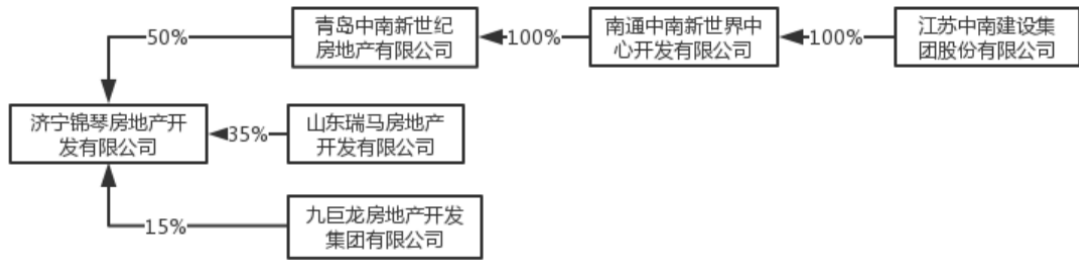 50%
青岛中南新世纪
房地产有限公司
100%
南通中南新世界中
心开发有限公司
100%
江苏中南建设集
团股份有限公司
济宁锦琴房地产开
发有限公司
35%
山东瑞马房地产
开发有限公司
15%
九巨龙房地产开发
集团有限公司